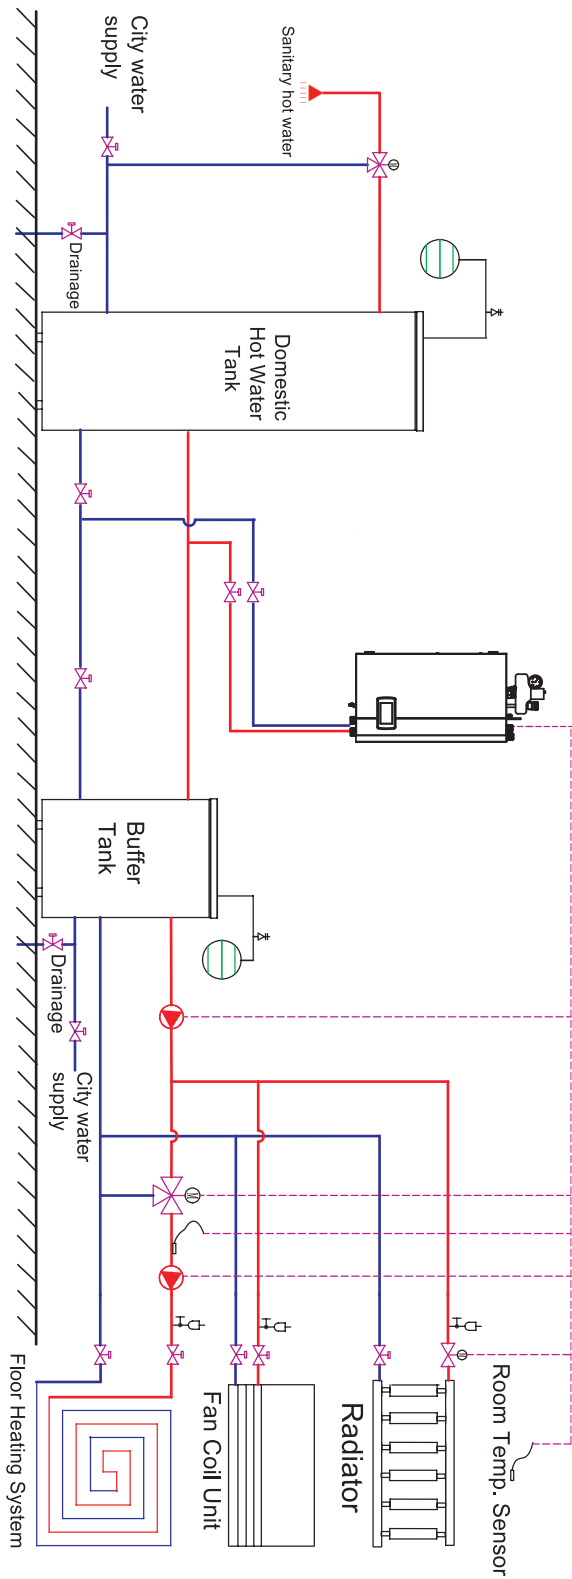 City water
supply
Sanitary hot water
Drainage
Domestic
Hot Water
Tank
Buffer
Tank
Drainage
City water
supply
M
M
M
Floor Heating System
Fan Coil Unit
Radiator
Room Temp. Sensor